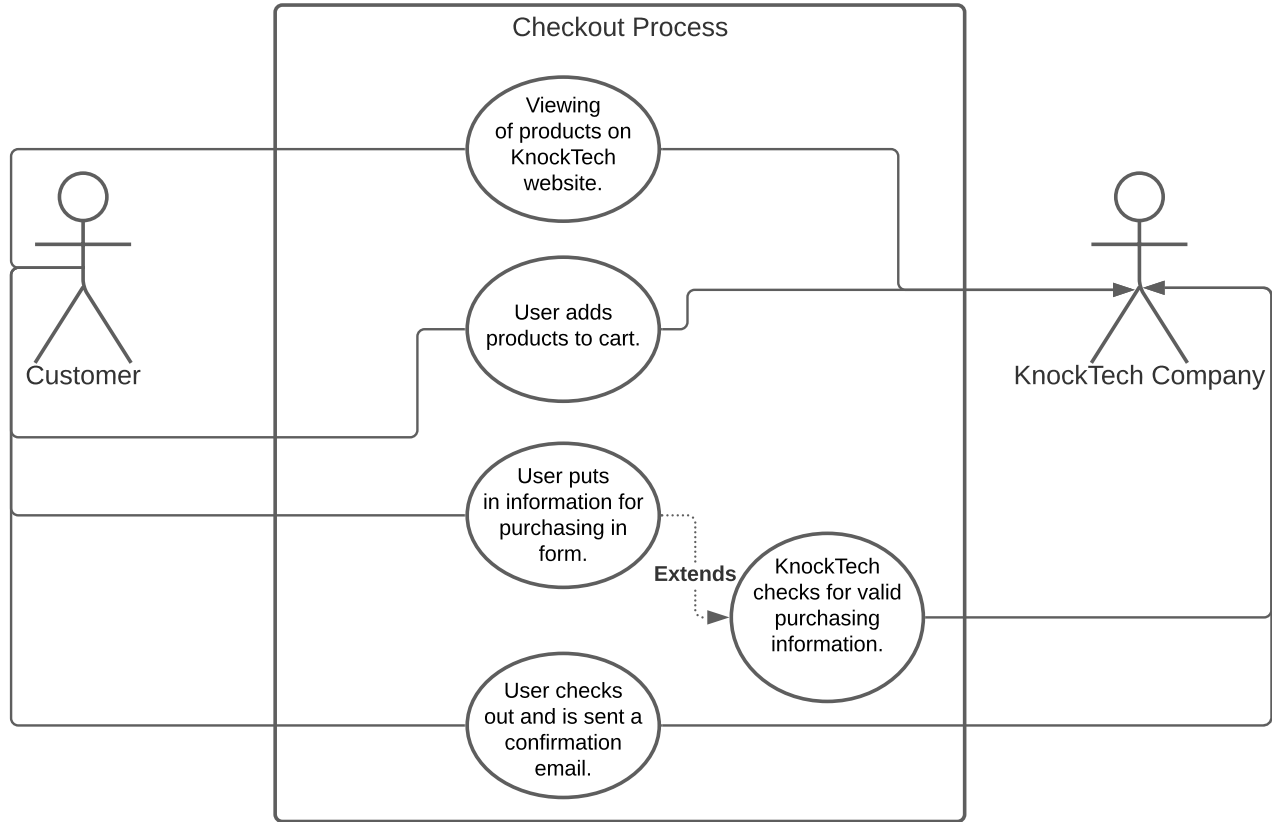 Checkout Process
Viewing
of products on
KnockTech
website.
User adds
products to cart.
Customer
KnockTech Company
User puts
in information for
purchasing in
form.
Extends
KnockTech
checks for valid
purchasing
information.
User checks
out and is sent a
confirmation
email.